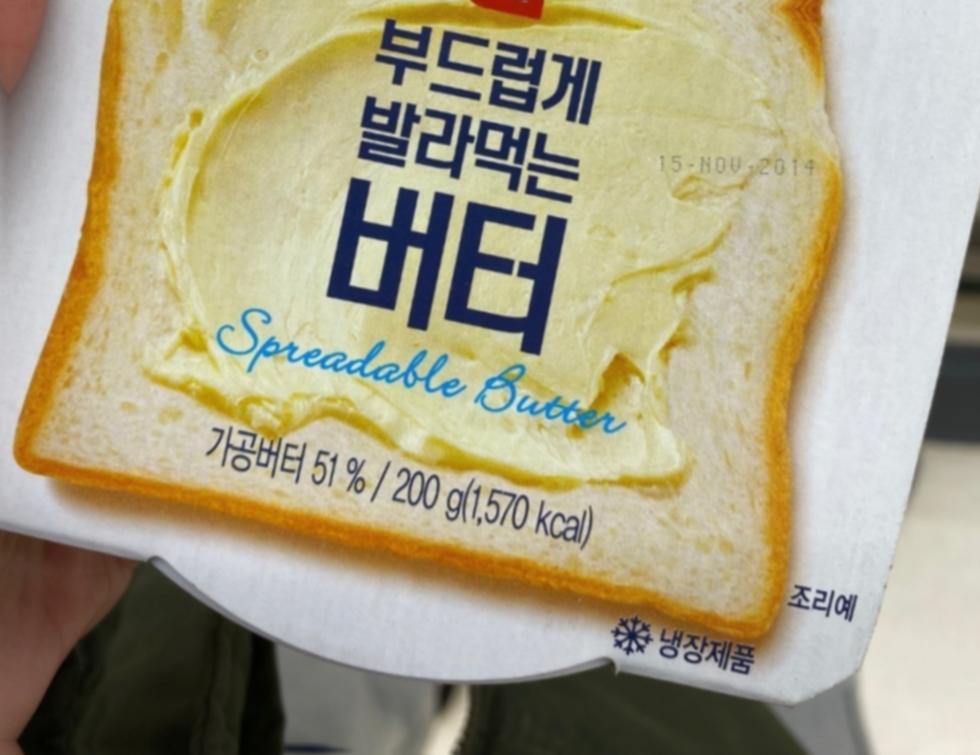 부드럽게
발라먹는
버터
15-NOV-2014
Spreadable Butter
가공버터 51 % / 200 g(1,570 kcal)
조리예
냉장제품